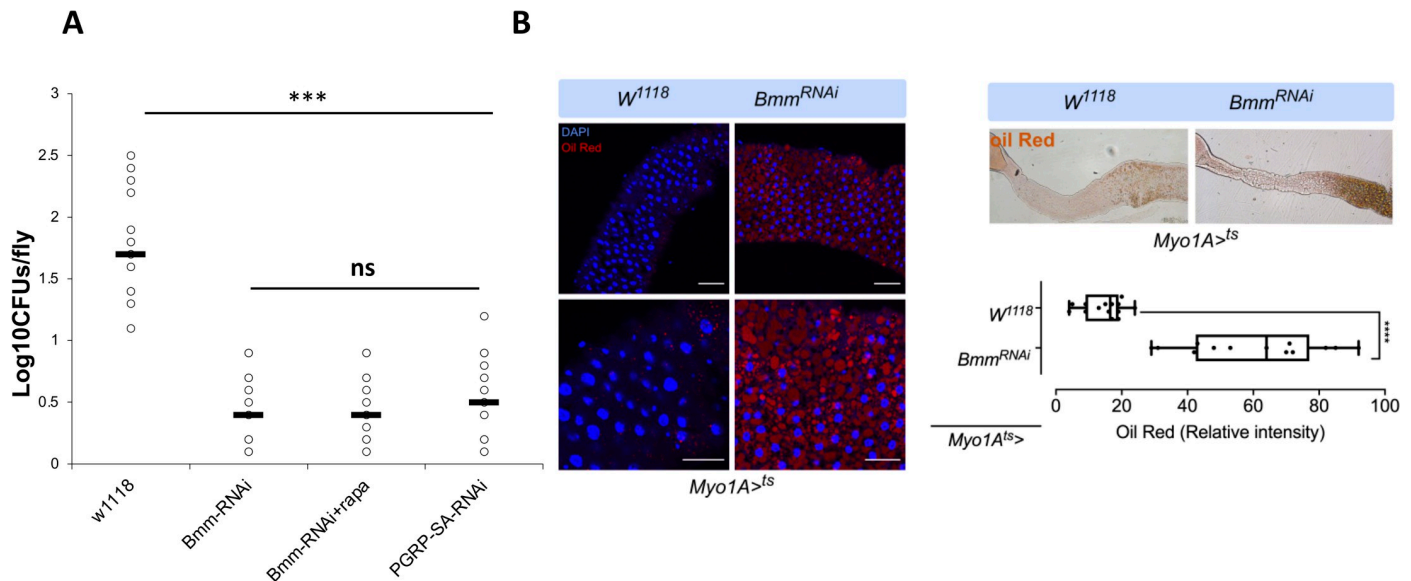 A
B
3
2.5
2
1.5
1
0.5
0
Log10CFUs/fly
***
ns
w1118
Bmm-RNAi
Bmm-RNAi+rapa
PGRP-SA-RNAi
W1118 BmmRNAi
DAPI
Oil Red
Myo1A>ts
W1118 BmmRNAi
oil Red
Myo1A>ts
W1118
BmmRNAi
****
0 20 40 60 80 100
Myo1Ats>
Oil Red (Relative intensity)